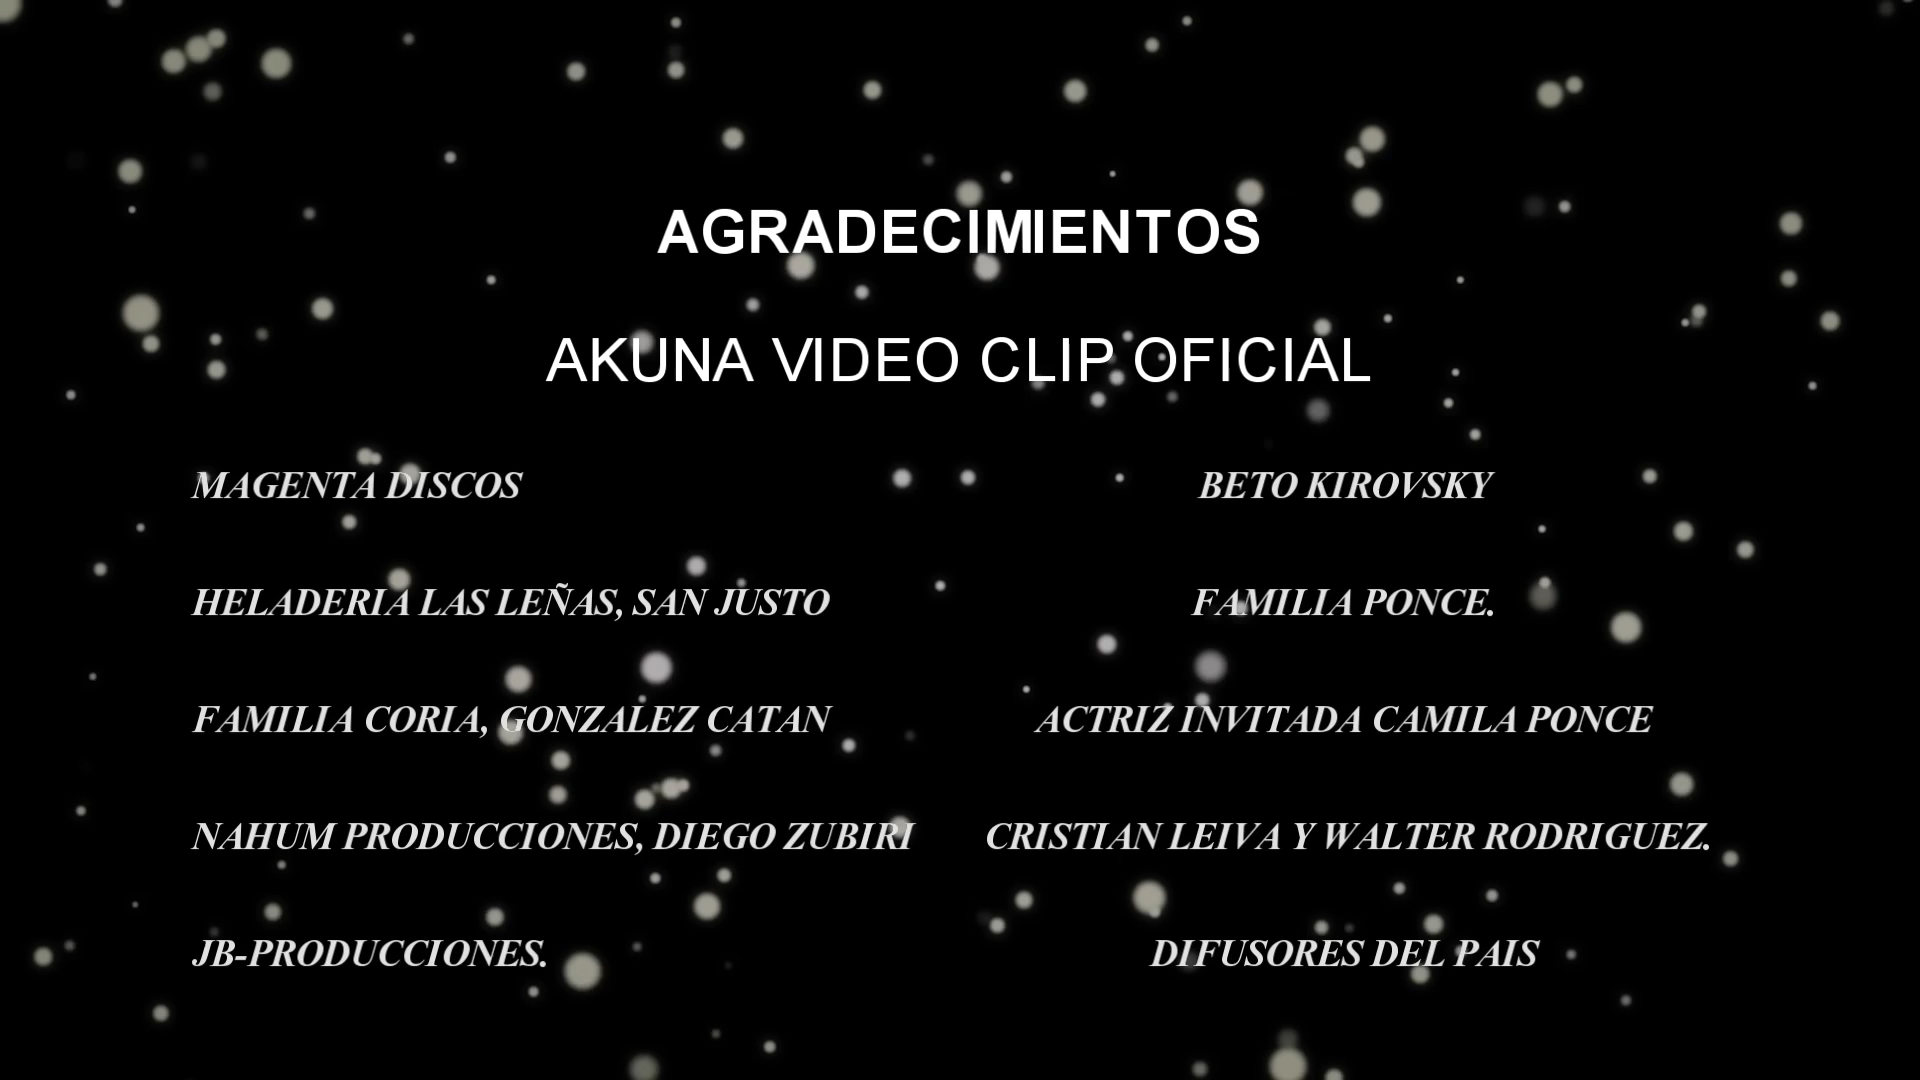 AGRADECIMIENTOS
AKUNA VIDEO CLIP OFICIAL
MAGENTA DISCOS
BETO KIROVSKY
HELADERIA LAS LEÑAS, SAN JUSTO
FAMILIA PONCE.
FAMILIA CORIA, GONZALEZ CATAN
ACTRIZ INVITADA CAMILA PONCE
NAHUM PRODUCCIONES, DIEGO ZUBIRI
CRISTIAN LEIVA Y WALTER RODRIGUEZ.
JB-PRODUCCIONES.
DIFUSORES DEL PAIS